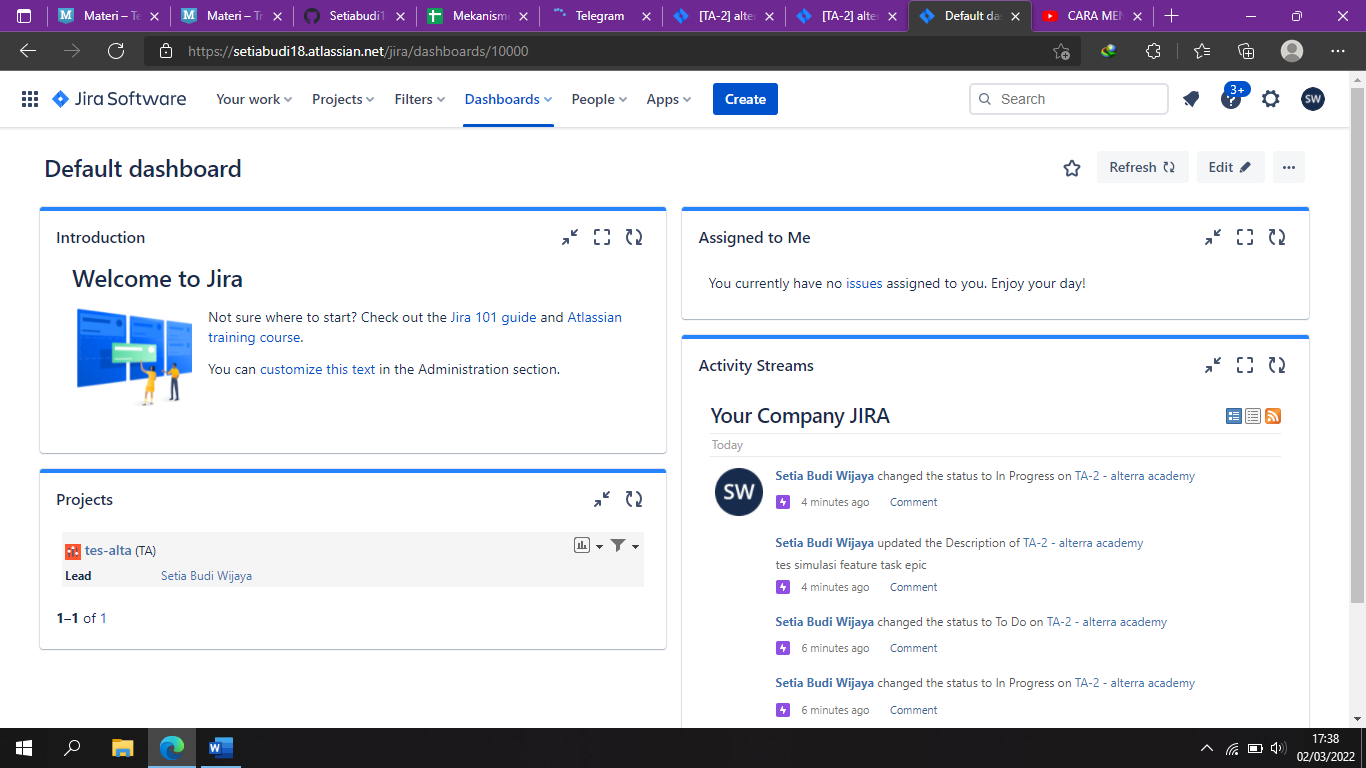 Materi – Te
Materi – Tr
Setiabudi1
Mekanisme
Telegram
[TA-2] alte
[TA-2] alte
Default da
CARA MEN
https://setiabudi18.atlassian.net/jira/dashboards/10000
Jira Software
Your work
Projects
Filters
Dashboards
People
Apps
Create
Search
3+
SW
Default dashboard
Refresh
Edit
Introduction
Welcome to Jira
Not sure where to start? Check out the Jira 101 guide and Atlassian
training course.
You can customize this text in the Administration section.
Projects
tes-alta (TA)
Lead Setia Budi Wijaya
1–1 of 1
Assigned to Me
You currently have no issues assigned to you. Enjoy your day!
Activity Streams
Your Company JIRA
Today
SW
Setia Budi Wijaya changed the status to In Progress on TA-2 - alterra academy
4 minutes ago Comment
Setia Budi Wijaya updated the Description of TA-2 - alterra academy
tes simulasi feature task epic
4 minutes ago Comment
Setia Budi Wijaya changed the status to To Do on TA-2 - alterra academy
6 minutes ago Comment
Setia Budi Wijaya changed the status to In Progress on TA-2 - alterra academy
6 minutes ago Comment
17:38
02/03/2022